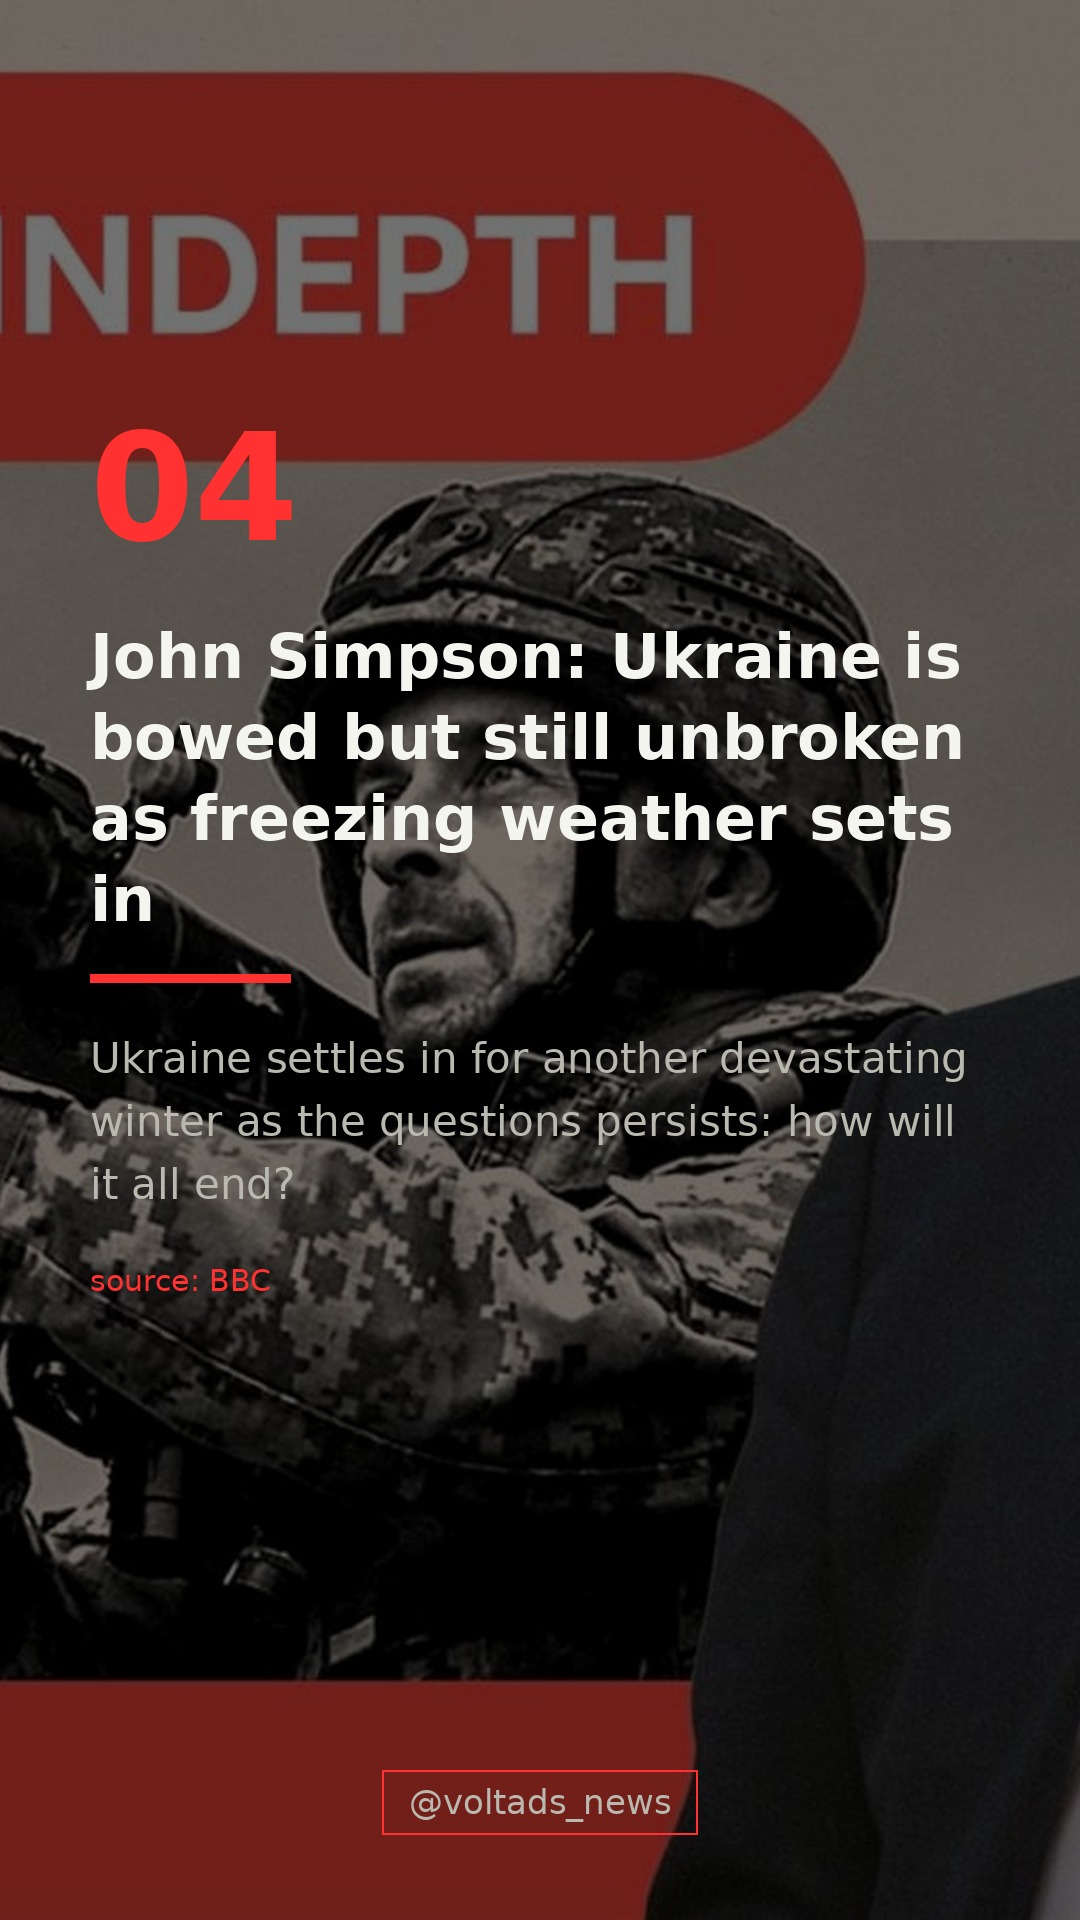 INDEPTH
04
John Simpson: Ukraine is
bowed but still unbroken
as freezing weather sets
in
Ukraine settles in for another devastating
winter as the questions persists: how will
it all end?
source: BBC
@voltads_news